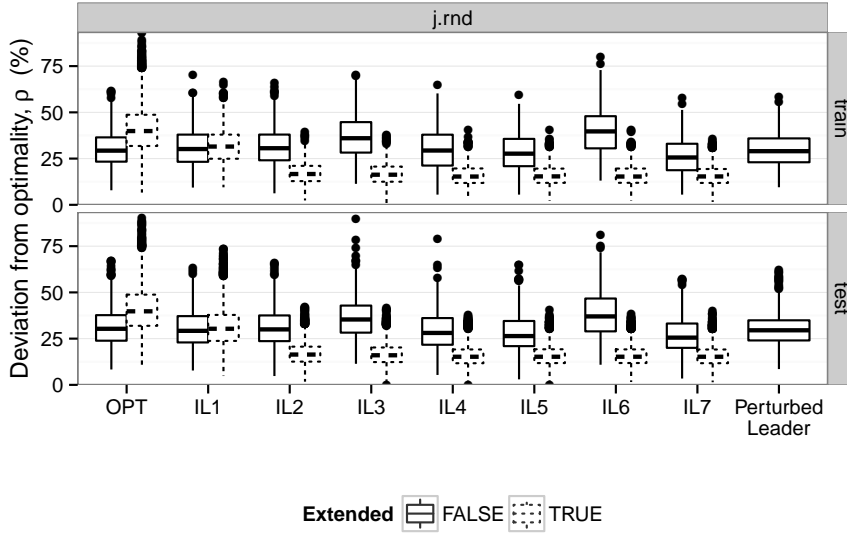 j.rnd
Deviation from optimality, ρ (%)
75
50
25
0
train
75
50
25
0
test
OPT IL1 IL2 IL3 IL4 IL5 IL6 IL7 Perturbed
Leader
Extended FALSE TRUE